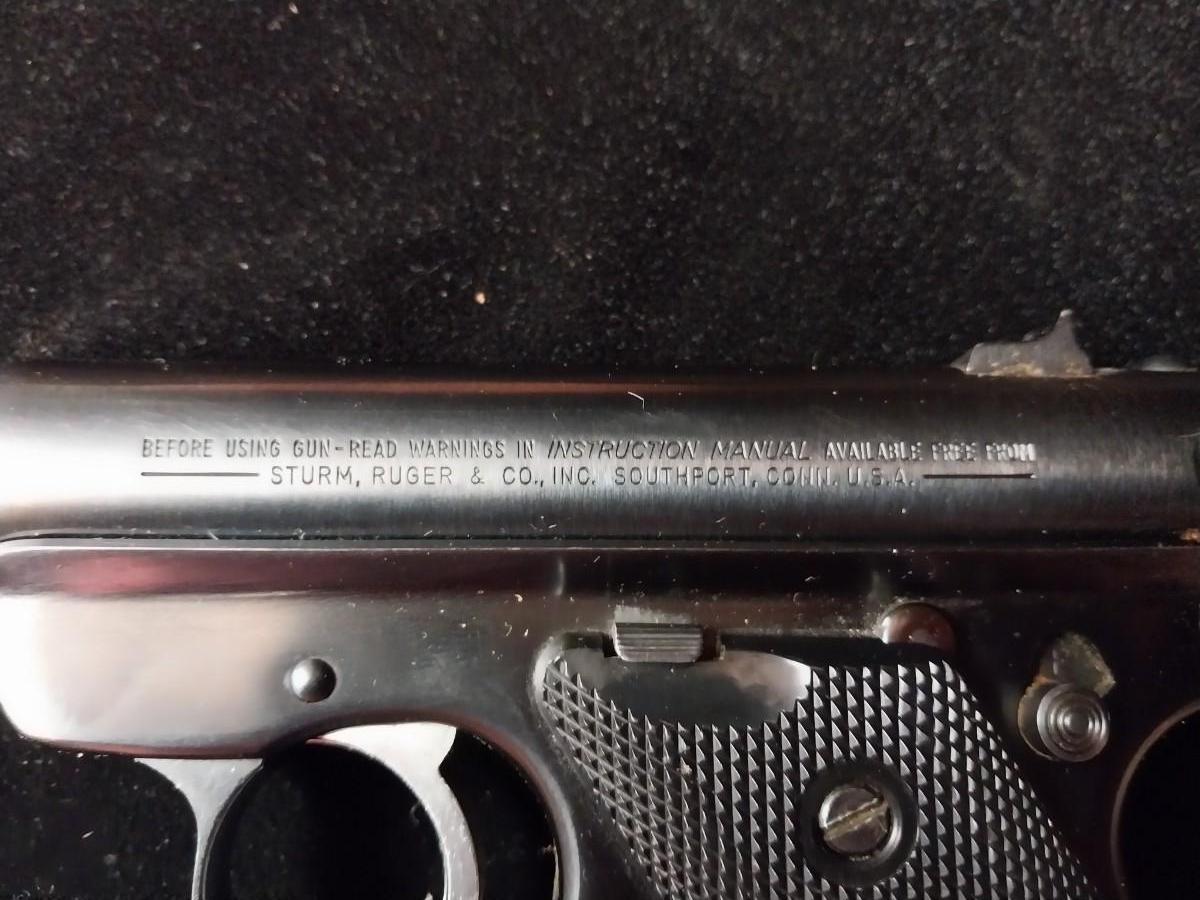 BEFORE USING GUN-READ WARNINGS IN INSTRUCTION MANUAL AVAILABLE FREE FROM
STURM, RUGER & CO., INC. SOUTHPORT, CONN. U.S.A.